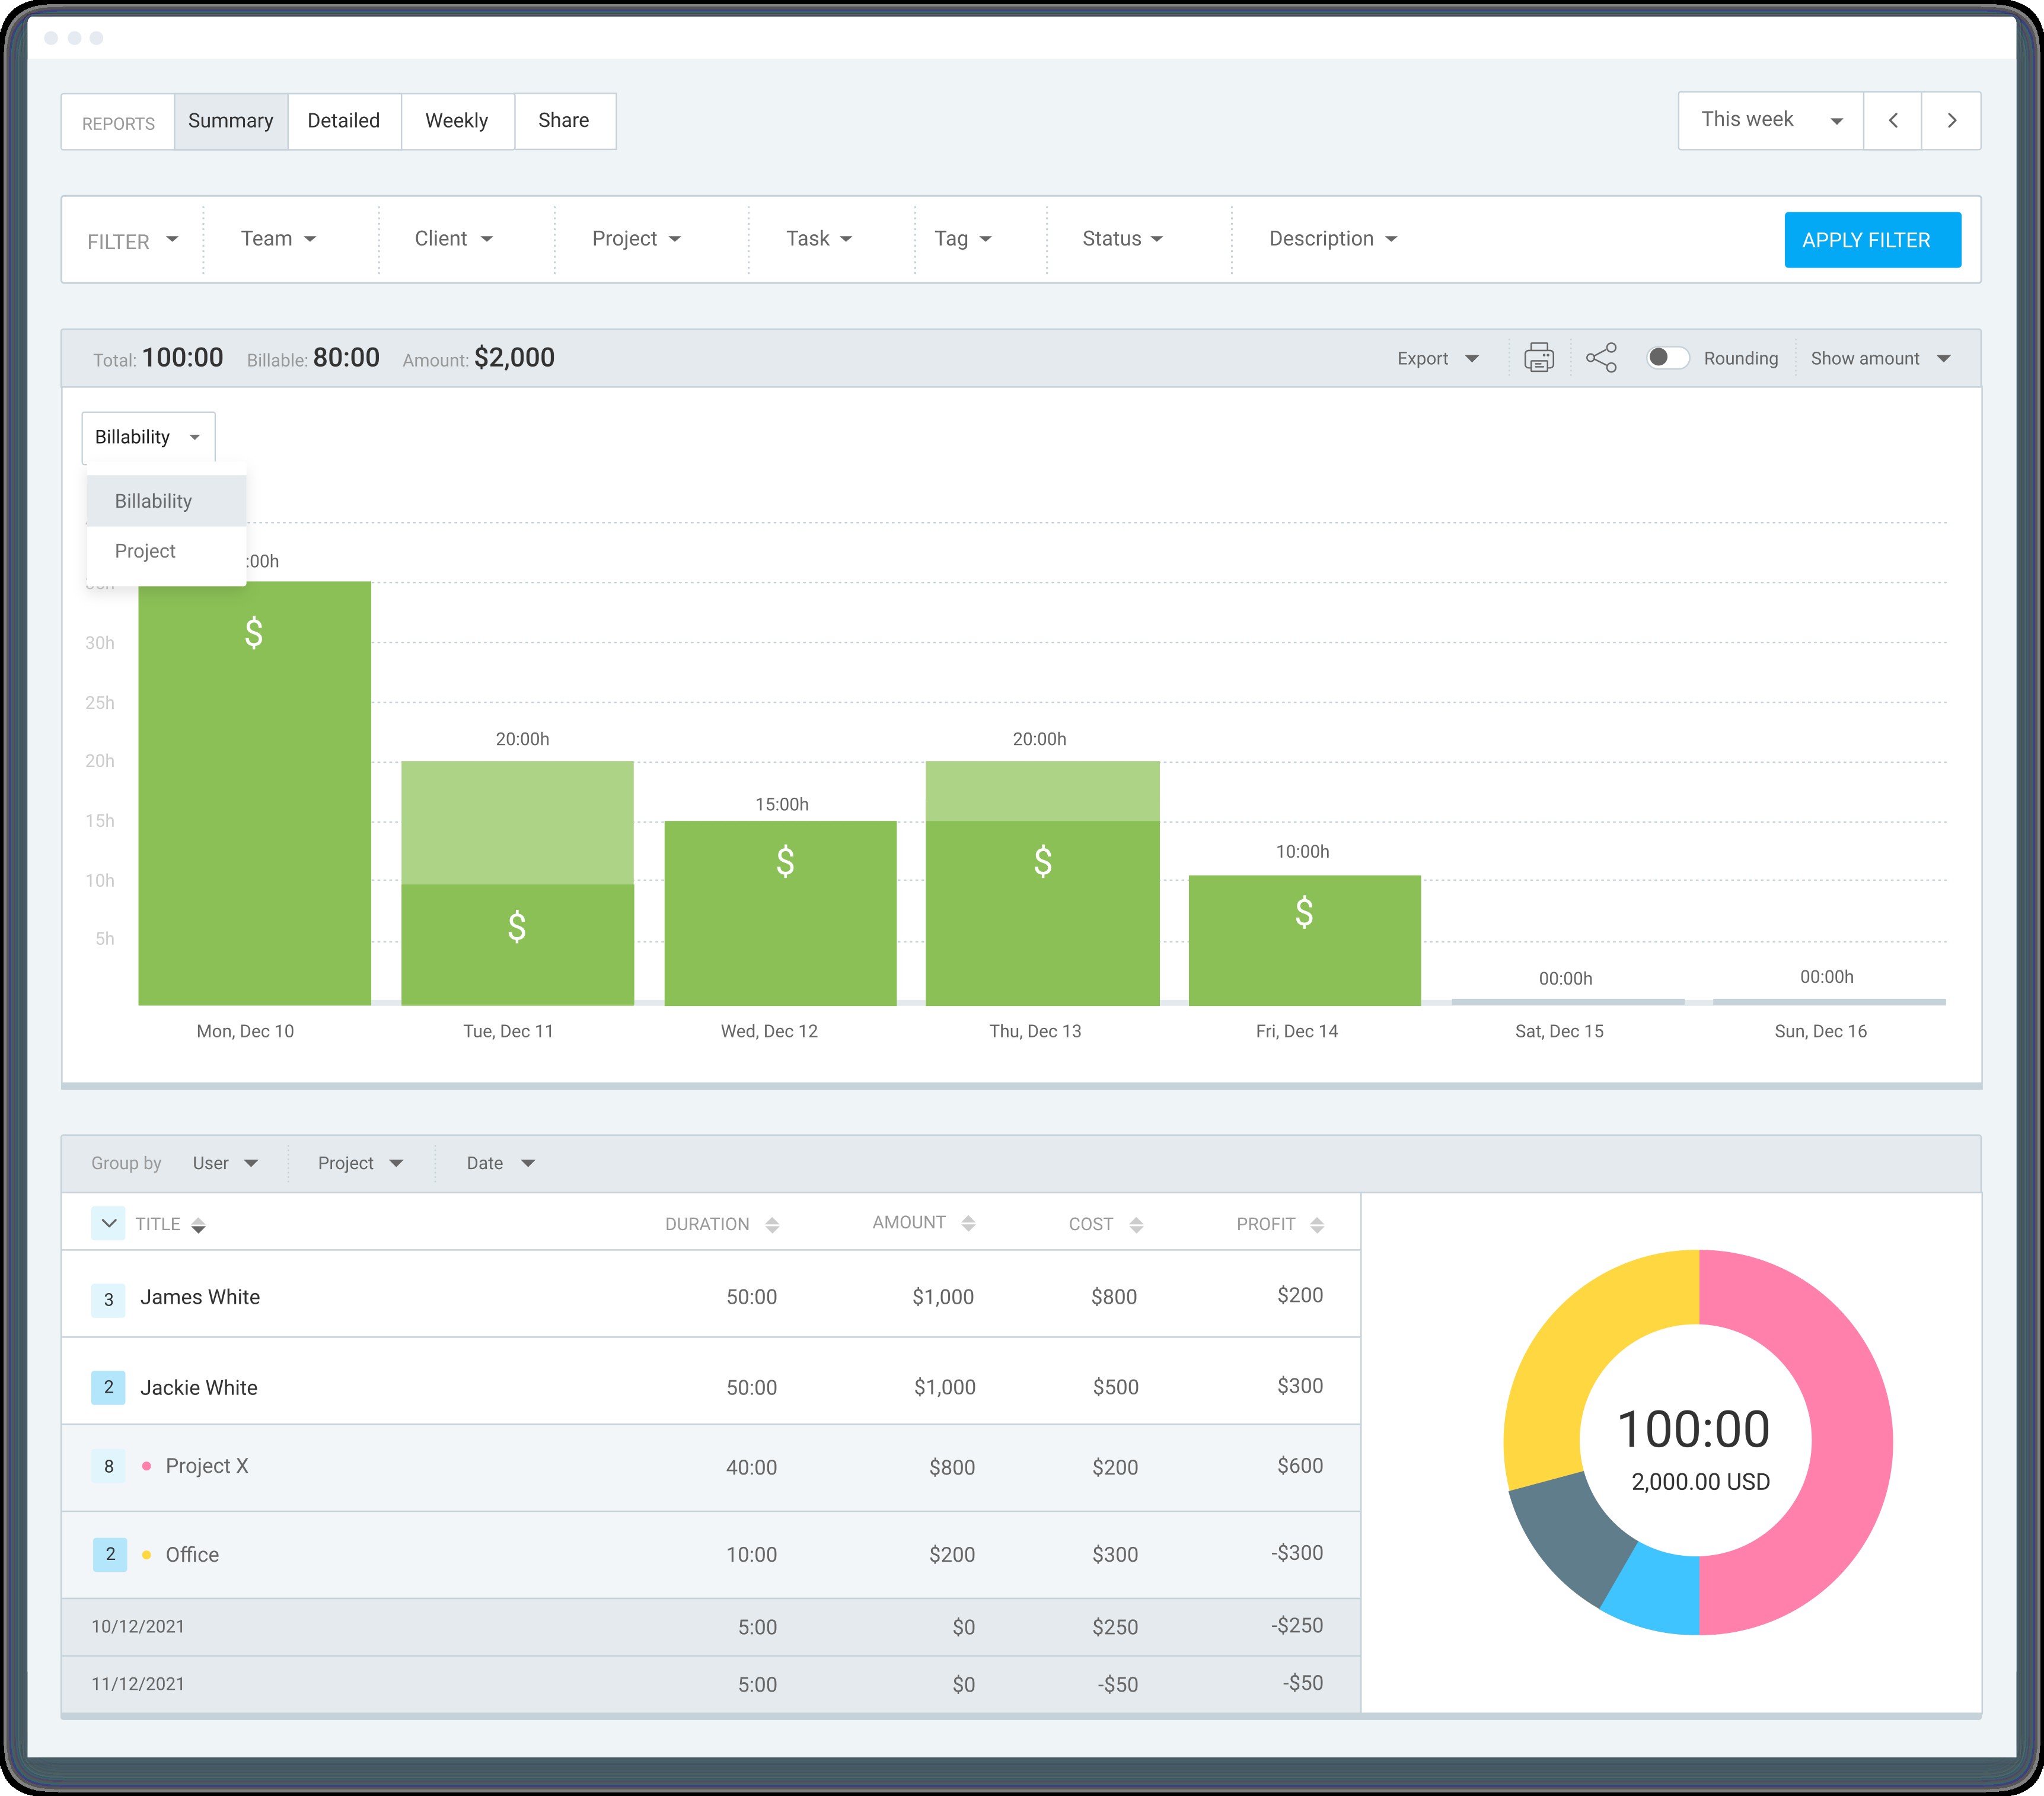 REPORTS Summary Detailed Weekly Share This week
FILTER Team Client Project Task Tag Status Description APPLY FILTER
Total: 100:00 Billable: 80:00 Amount: $2,000 Export Rounding Show amount
Billability
Billability
Project
:00h
$
30h
25h
20:00h 20:00h
20h
15:00h
15h
$ $
10:00h
10h
$ $
5h
00:00h 00:00h
Mon, Dec 10 Tue, Dec 11 Wed, Dec 12 Thu, Dec 13 Fri, Dec 14 Sat, Dec 15 Sun, Dec 16
Group by User Project Date
TITLE DURATION AMOUNT COST PROFIT
3 James White 50:00 $1,000 $800 $200
2 Jackie White 50:00 $1,000 $500 $300
8 Project X 40:00 $800 $200 $600
2 Office 10:00 $200 $300 -$300
10/12/2021 5:00 $0 $250 -$250
11/12/2021 5:00 $0 -$50 -$50
100:00
2,000.00 USD